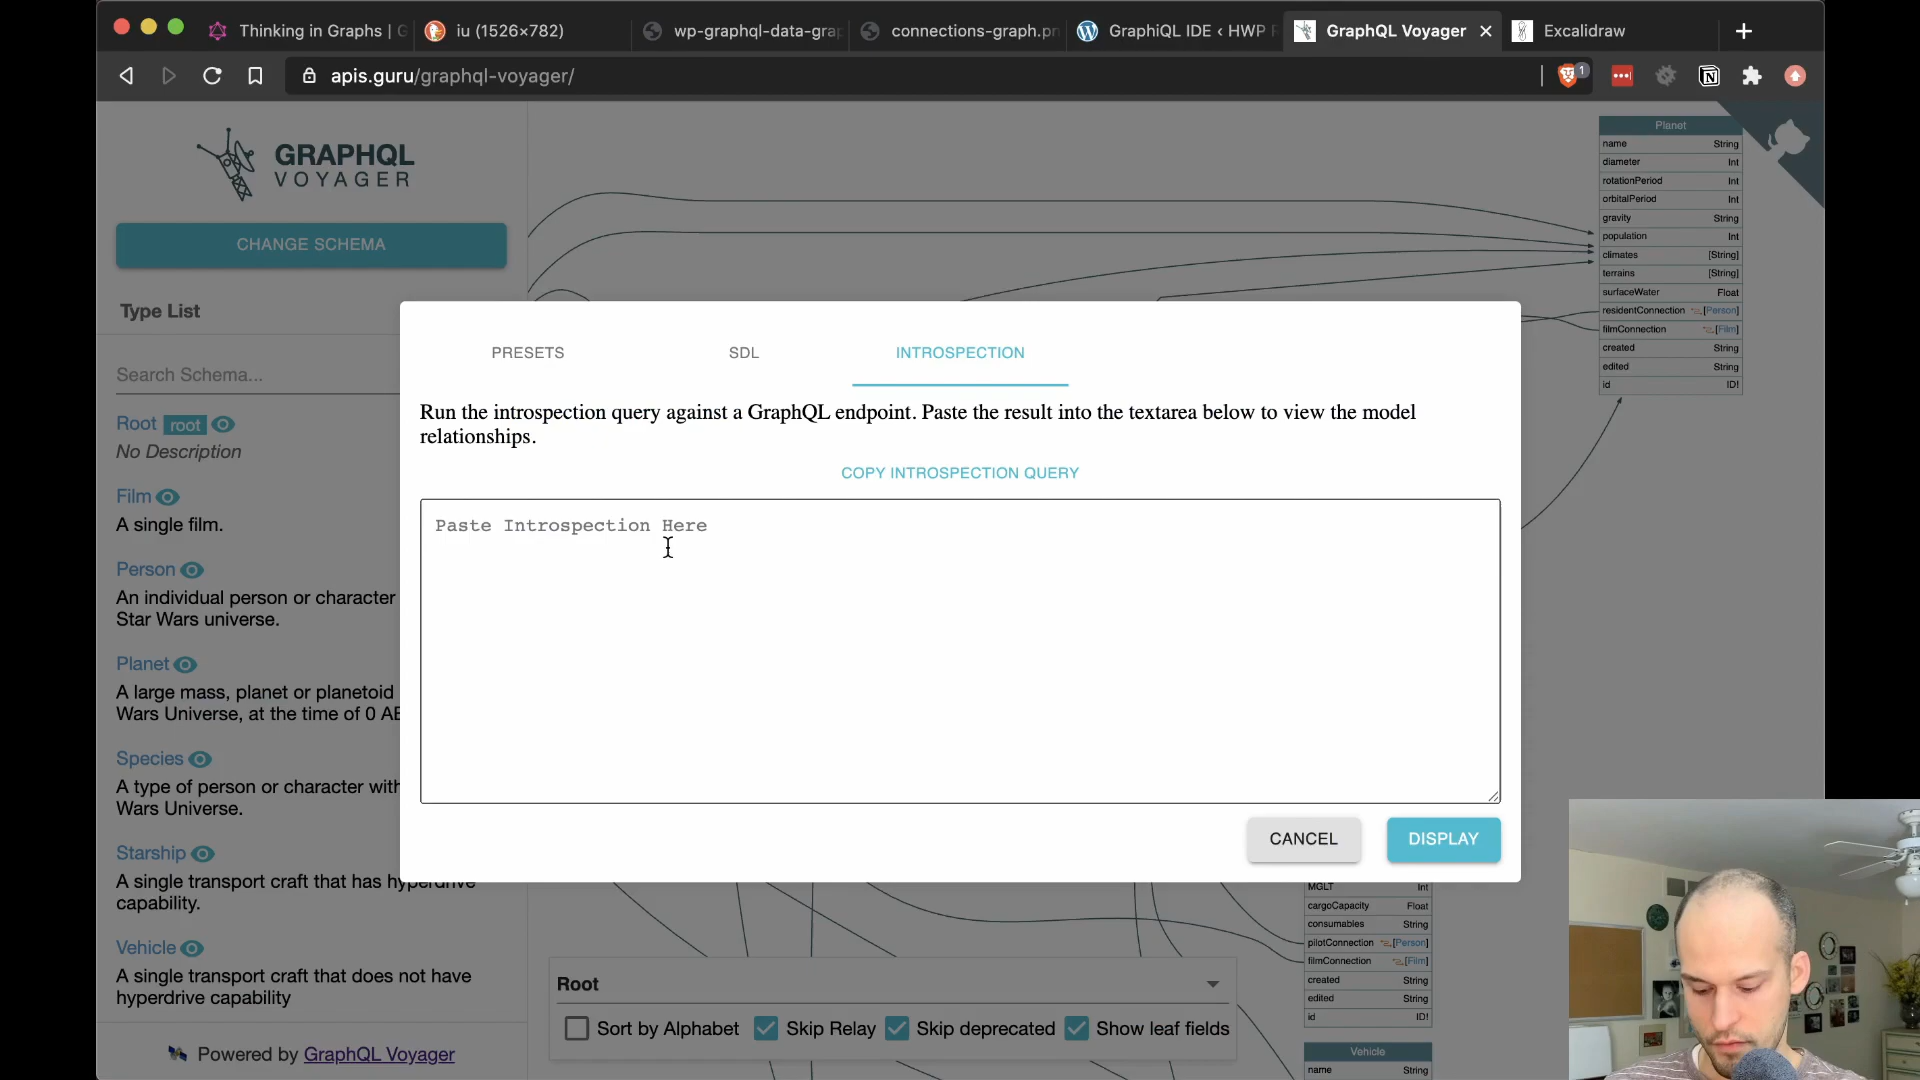 Thinking in Graphs | G
iu (1526×782)
wp-graphql-data-gra
connections-graph.pn
GraphiQL IDE ‹ HWP
GraphQL Voyager
Excalidraw
apis.guru/graphql-voyager/
1
GRAPHQL
VOYAGER
CHANGE SCHEMA
Type List
Search Schema...
Root root
No Description
Film
A single film.
Person
An individual person or character
Star Wars universe.
Planet
A large mass, planet or planetoid
Wars Universe, at the time of 0 AB
Species
A type of person or character with
Wars Universe.
Starship
A single transport craft that has hyperdrive
capability.
Vehicle
A single transport craft that does not have
hyperdrive capability
Powered by GraphQL Voyager
PRESETS
SDL
INTROSPECTION
Run the introspection query against a GraphQL endpoint. Paste the result into the textarea below to view the model
relationships.
COPY INTROSPECTION QUERY
Paste Introspection Here
CANCEL
DISPLAY
Planet
name String
diameter Int
rotationPeriod Int
orbitalPeriod Int
gravity String
population Int
climates [String]
terrains [String]
surfaceWater Float
residentConnection [Person]
filmConnection [Film]
created String
edited String
id ID!
MGLT Int
cargoCapacity Float
consumables String
pilotConnection [Person]
filmConnection [Film]
created String
edited String
id ID!
Vehicle
name String
Root
Sort by Alphabet
Skip Relay
Skip deprecated
Show leaf fields